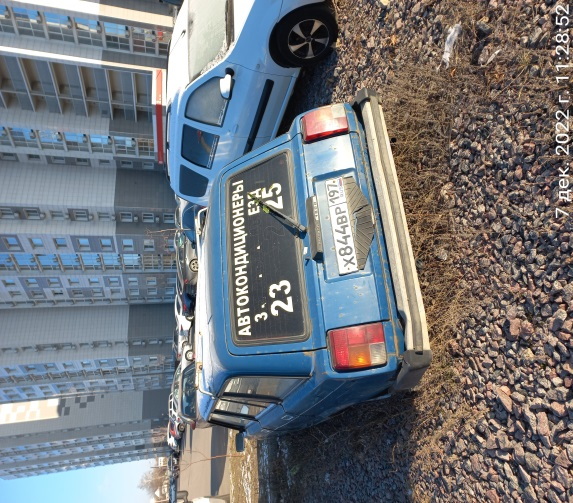 АВТОКОНДИЦИОНЕРЫ
З
23 25
Х844ВР 197
7 дек. 2022 г. 11:28:52